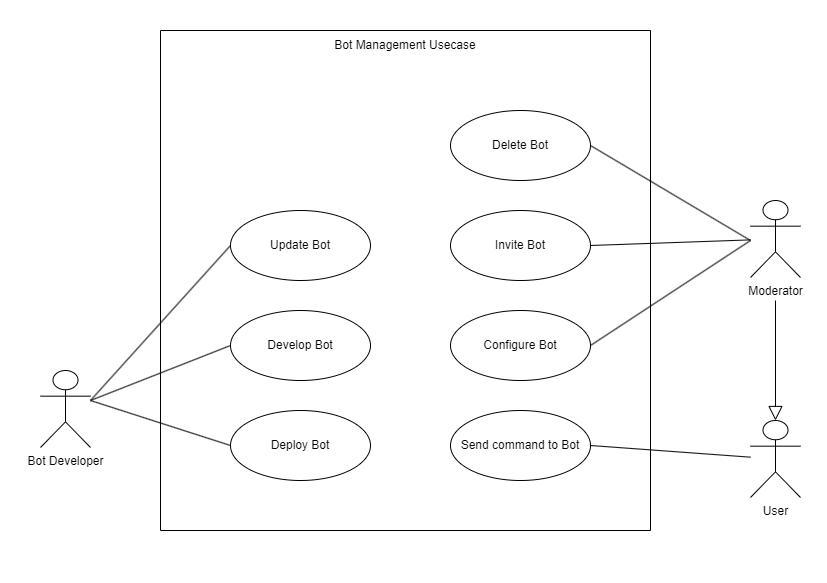 Bot Management Usecase
Delete Bot
Update Bot
Invite Bot
Moderator
Develop Bot
Configure Bot
Deploy Bot
Send command to Bot
Bot Developer
User